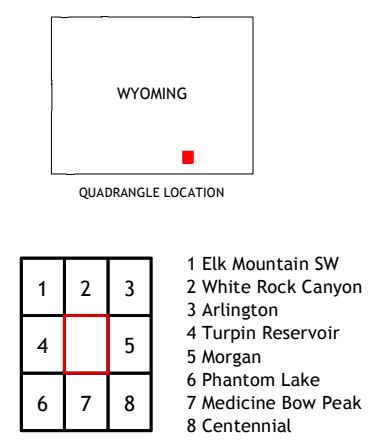 WYOMING
QUADRANGLE LOCATION
1 2 3
4 5
6 7 8
1 Elk Mountain SW
2 White Rock Canyon
3 Arlington
4 Turpin Reservoir
5 Morgan
6 Phantom Lake
7 Medicine Bow Peak
8 Centennial